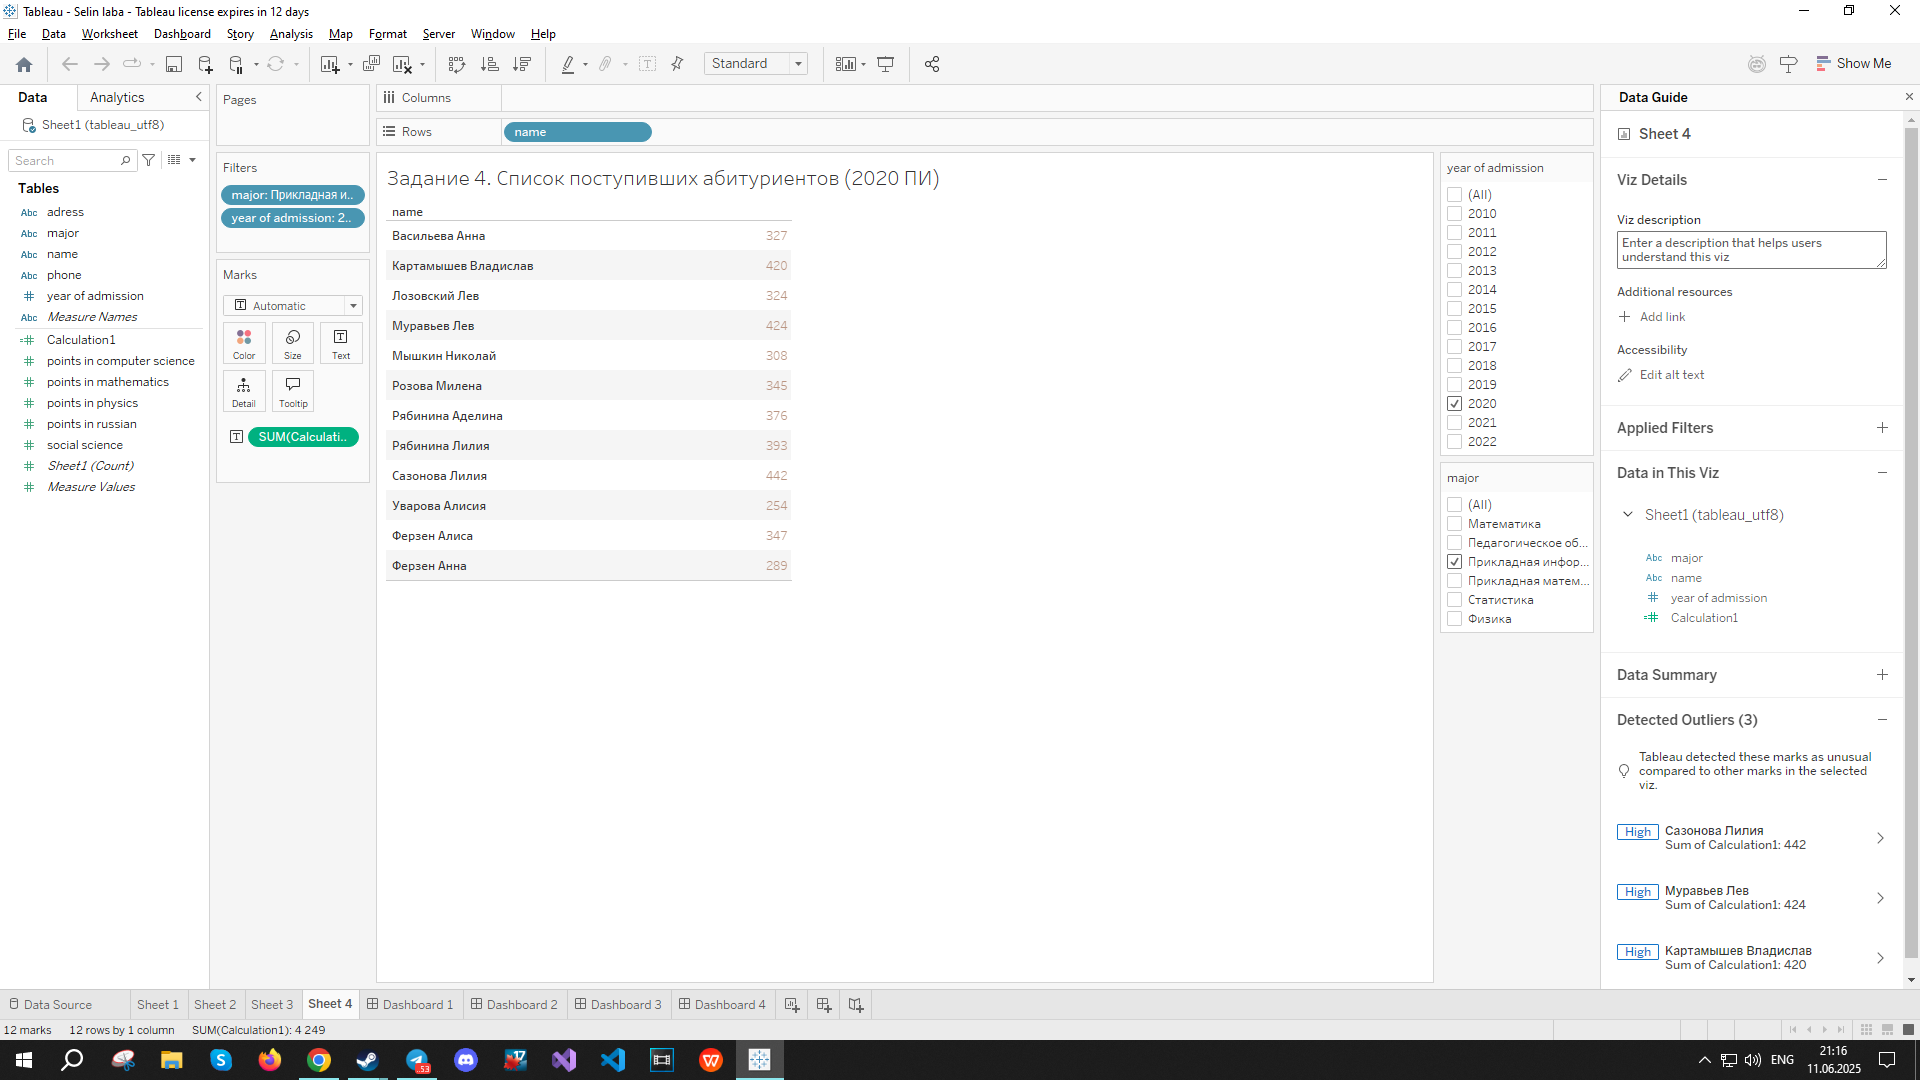 Tableau - Selin laba - Tableau license expires in 12 days
File Data Worksheet Dashboard Story Analysis Map Format Server Window Help
Standard
Show Me
Data Analytics
Sheet1 (tableau_utf8)
Search
Tables
Abc adress
Abc major
Abc name
Abc phone
# year of admission
Abc Measure Names
=# Calculation1
# points in computer science
# points in mathematics
# points in physics
# points in russian
# social science
# Sheet1 (Count)
# Measure Values
Pages
Filters
major: Прикладная и..
year of admission: 2..
Marks
Automatic
Color Size Text
Detail Tooltip
SUM(Calculati..
Columns
Rows name
Задание 4. Список поступивших абитуриентов (2020 ПИ)
name
Васильева Анна 327
Картамышев Владислав 420
Лозовский Лев 324
Муравьев Лев 424
Мышкин Николай 308
Розова Милена 345
Рябинина Аделина 376
Рябинина Лилия 393
Сазонова Лилия 442
Уварова Алисия 254
Ферзен Алиса 347
Ферзен Анна 289
year of admission
(All)
2010
2011
2012
2013
2014
2015
2016
2017
2018
2019
2020
2021
2022
major
(All)
Математика
Педагогическое об...
Прикладная инфор...
Прикладная матем...
Статистика
Физика
Data Guide
Sheet 4
Viz Details
Viz description
Enter a description that helps users
understand this viz
Additional resources
Add link
Accessibility
Edit alt text
Applied Filters
Data in This Viz
Sheet1 (tableau_utf8)
Abc major
Abc name
# year of admission
=# Calculation1
Data Summary
Detected Outliers (3)
Tableau detected these marks as unusual
compared to other marks in the selected
viz.
High Сазонова Лилия
Sum of Calculation1: 442
High Муравьев Лев
Sum of Calculation1: 424
High Картамышев Владислав
Sum of Calculation1: 420
Data Source Sheet 1 Sheet 2 Sheet 3 Sheet 4 Dashboard 1 Dashboard 2 Dashboard 3 Dashboard 4
12 marks 12 rows by 1 column SUM(Calculation1): 4 249
53
17
ENG
21:16
11.06.2025